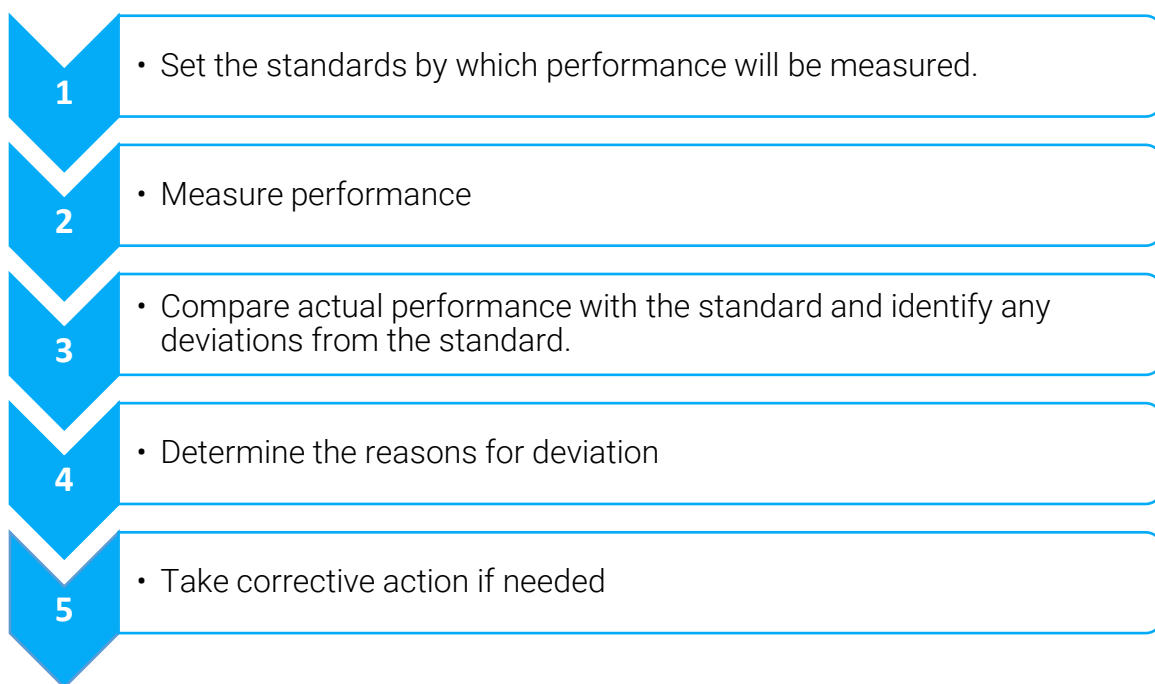 1
• Set the standards by which performance will be measured.
2
• Measure performance
3
• Compare actual performance with the standard and identify any
deviations from the standard.
4
• Determine the reasons for deviation
5
• Take corrective action if needed